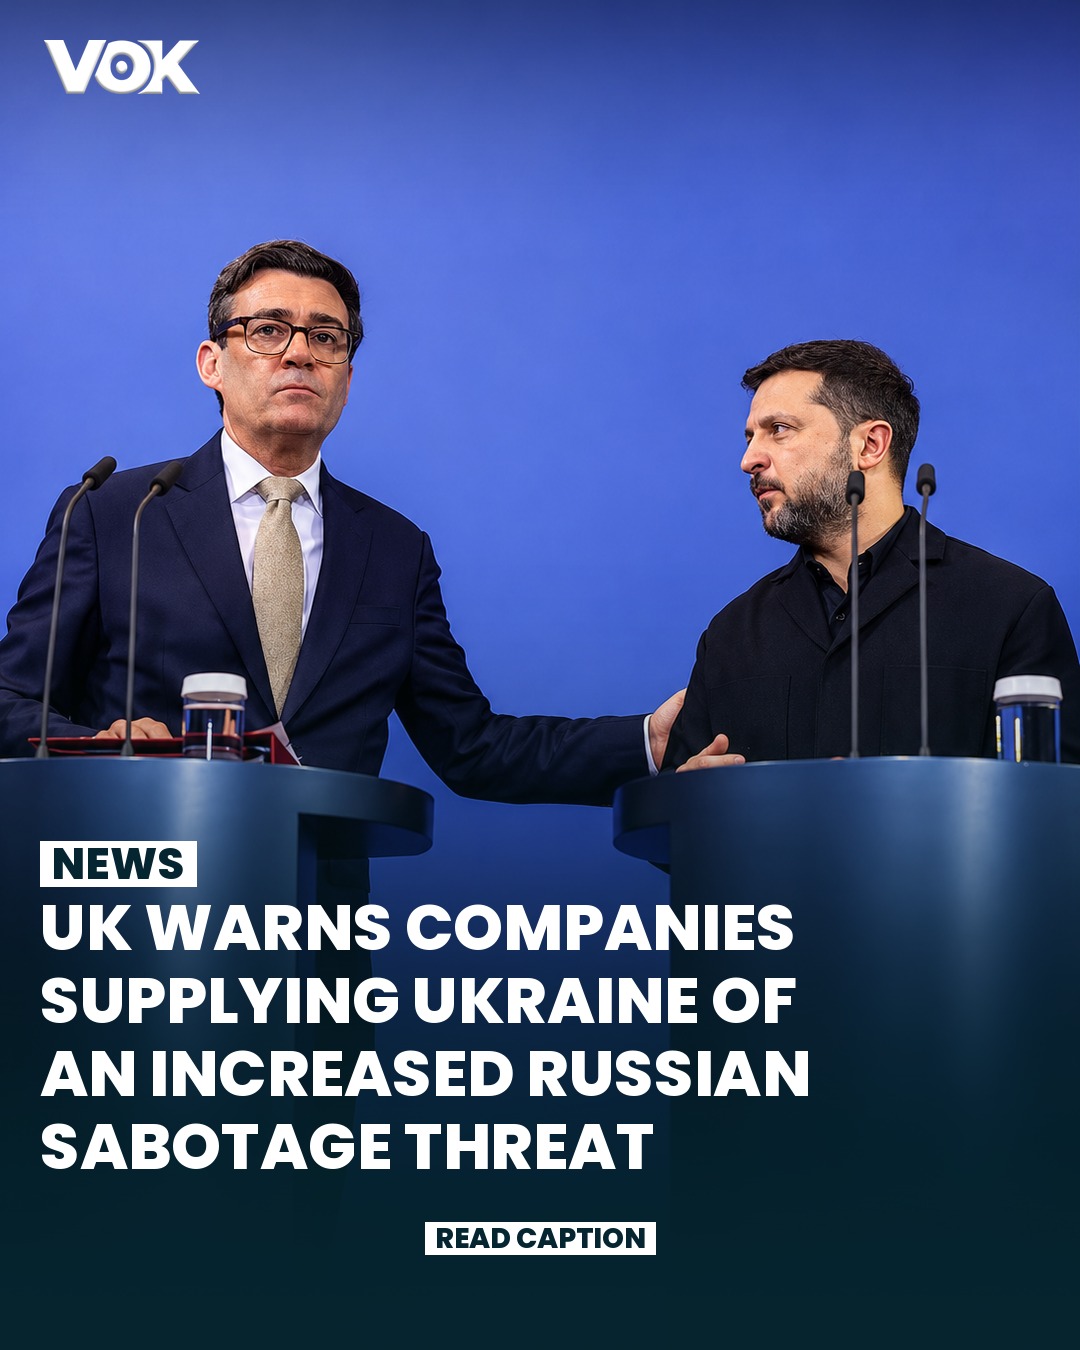 VOK
NEWS
UK WARNS COMPANIES
SUPPLYING UKRAINE OF
AN INCREASED RUSSIAN
SABOTAGE THREAT
READ CAPTION